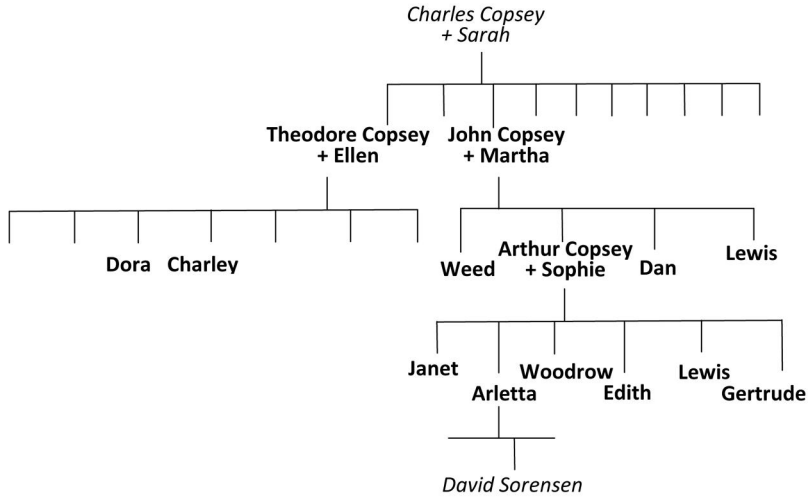 Charles Copsey
+ Sarah
Theodore Copsey
+ Ellen
John Copsey
+ Martha
Dora
Charley
Weed
Arthur Copsey
+ Sophie
Dan
Lewis
Janet
Arletta
Woodrow
Edith
Lewis
Gertrude
David Sorensen